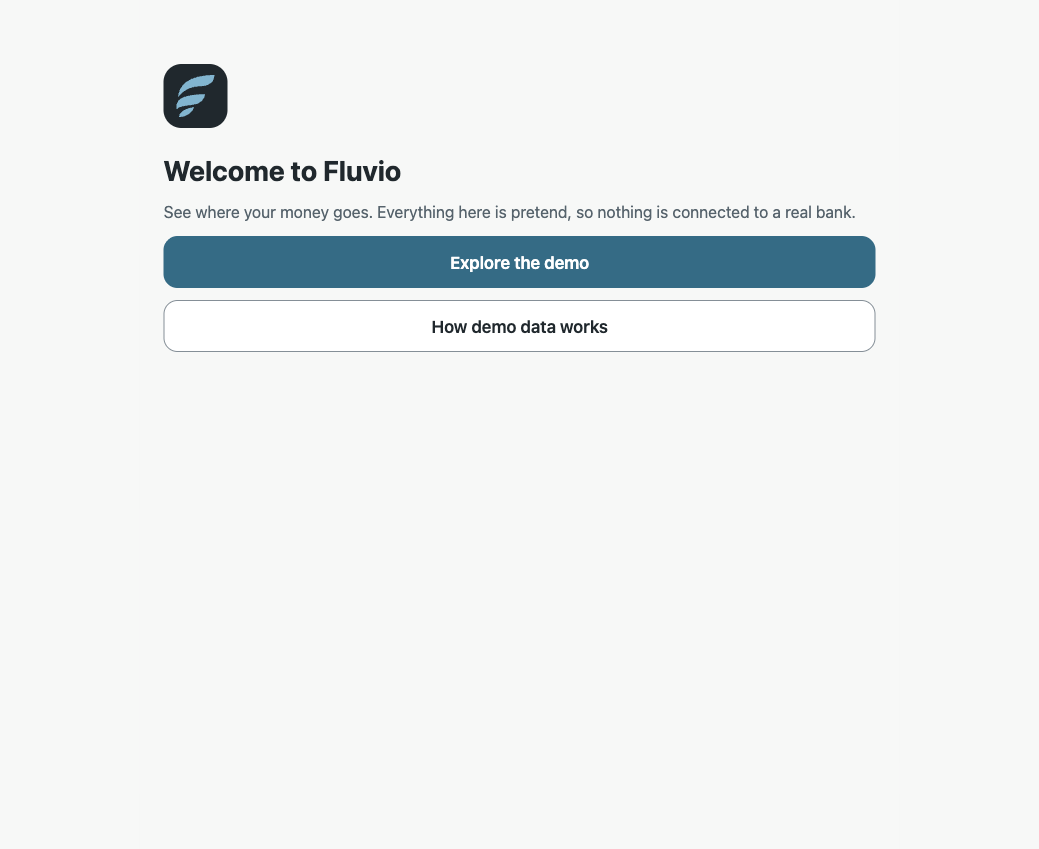 Welcome to Fluvio
See where your money goes. Everything here is pretend, so nothing is connected to a real bank.
Explore the demo
How demo data works